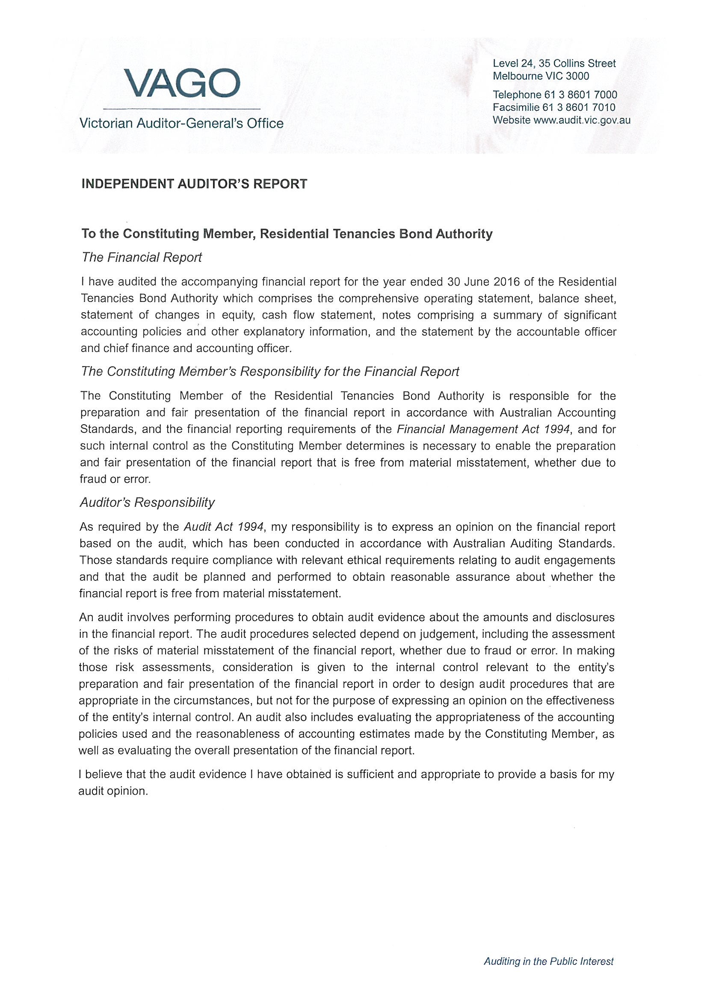 VAGO
Victorian Auditor-General's Office
Level 24, 35 Collins Street
Melbourne VIC 3000
Telephone 61 3 8601 7000
Facsimilie 61 3 8601 7010
Website www.audit.vic.gov.au
INDEPENDENT AUDITOR'S REPORT
To the Constituting Member, Residential Tenancies Bond Authority
The Financial Report
I have audited the accompanying financial report for the year ended 30 June 2016 of the Residential
Tenancies Bond Authority which comprises the comprehensive operating statement, balance sheet,
statement of changes in equity, cash flow statement, notes comprising a summary of significant
accounting policies and other explanatory information, and the statement by the accountable officer
and chief finance and accounting officer.
The Constituting Member's Responsibility for the Financial Report
The Constituting Member of the Residential Tenancies Bond Authority is responsible for the
preparation and fair presentation of the financial report in accordance with Australian Accounting
Standards, and the financial reporting requirements of the Financial Management Act 1994, and for
such internal control as the Constituting Member determines is necessary to enable the preparation
and fair presentation of the financial report that is free from material misstatement, whether due to
fraud or error.
Auditor's Responsibility
As required by the Audit Act 1994, my responsibility is to express an opinion on the financial report
based on the audit, which has been conducted in accordance with Australian Auditing Standards.
Those standards require compliance with relevant ethical requirements relating to audit engagements
and that the audit be planned and performed to obtain reasonable assurance about whether the
financial report is free from material misstatement.
An audit involves performing procedures to obtain audit evidence about the amounts and disclosures
in the financial report. The audit procedures selected depend on judgement, including the assessment
of the risks of material misstatement of the financial report, whether due to fraud or error. In making
those risk assessments, consideration is given to the internal control relevant to the entity's
preparation and fair presentation of the financial report in order to design audit procedures that are
appropriate in the circumstances, but not for the purpose of expressing an opinion on the effectiveness
of the entity's internal control. An audit also includes evaluating the appropriateness of the accounting
policies used and the reasonableness of accounting estimates made by the Constituting Member, as
well as evaluating the overall presentation of the financial report.
I believe that the audit evidence I have obtained is sufficient and appropriate to provide a basis for my
audit opinion.
Auditing in the Public Interest